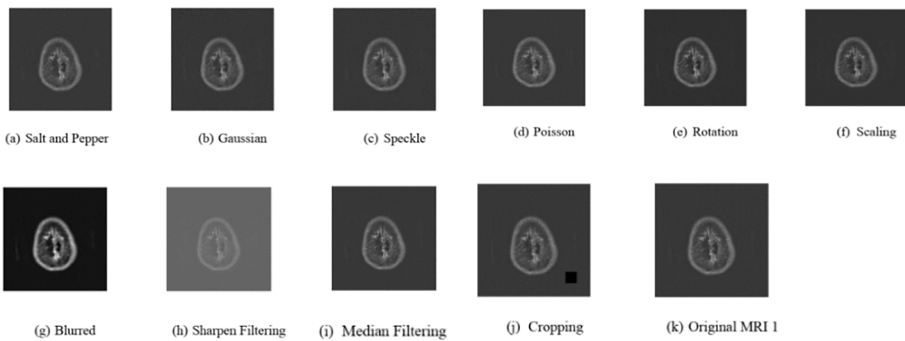 (a) Salt and Pepper
(b) Gaussian
(c) Speckle
(d) Poisson
(e) Rotation
(f) Scaling
(g) Blurred
(h) Sharpen Filtering
(i) Median Filtering
(j) Cropping
(k) Original MRI 1